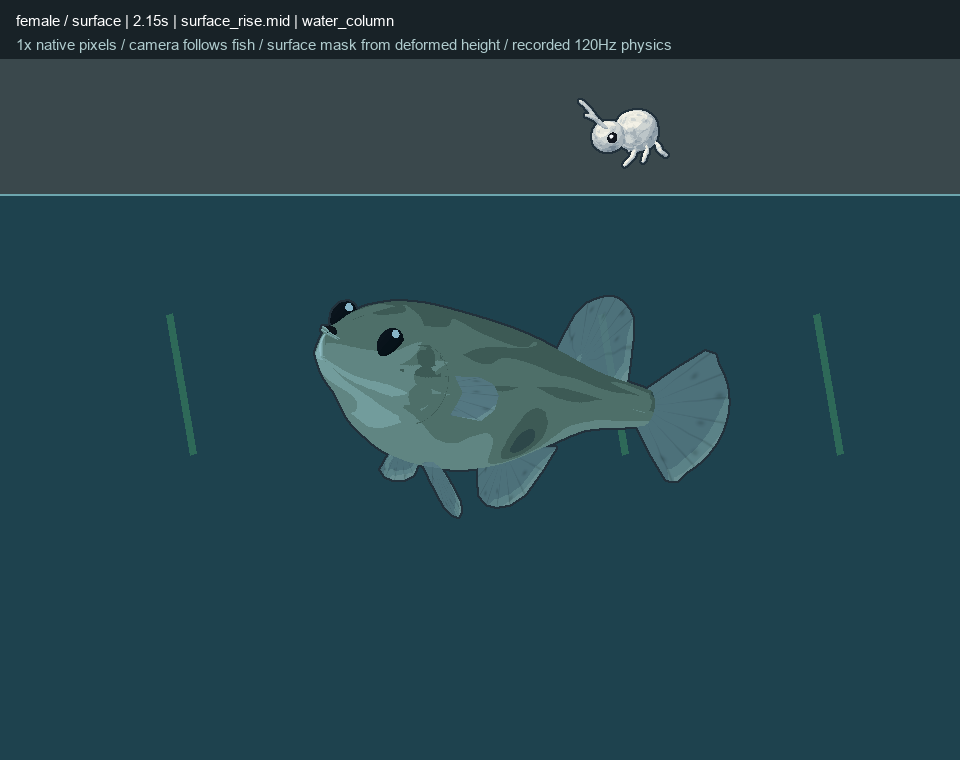 female / surface | 2.15s | surface_rise.mid | water_column
1x native pixels / camera follows fish / surface mask from deformed height / recorded 120Hz physics